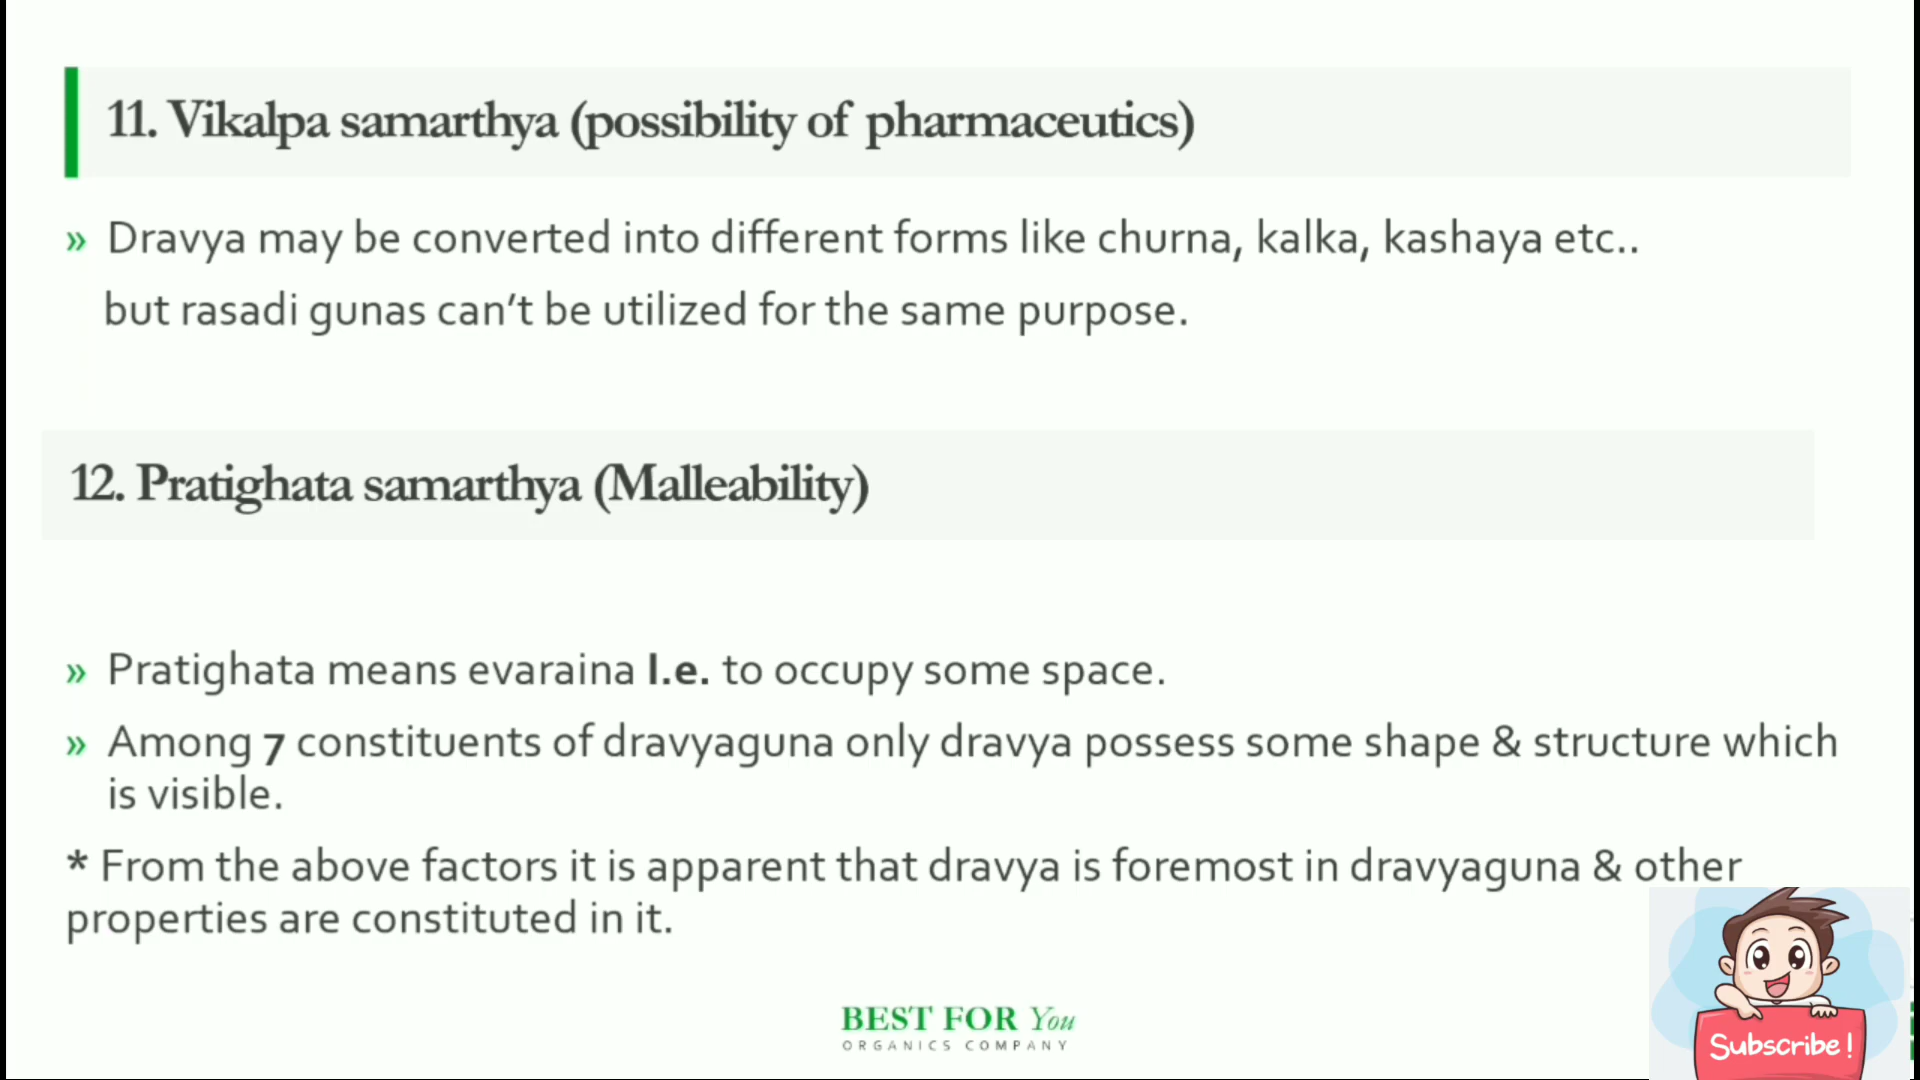 11. Vikalpa samarthya (possibility of pharmaceutics)
» Dravya may be converted into different forms like churna, kalka, kashaya etc..
but rasadi gunas can't be utilized for the same purpose.
12. Pratighata samarthya (Malleability)
» Pratighata means evaraina I.e. to occupy some space.
» Among 7 constituents of dravyaguna only dravya possess some shape & structure which
is visible.
* From the above factors it is apparent that dravya is foremost in dravyaguna & other
properties are constituted in it.
BEST FOR You
ORGANICS COMPANY
Subscribe!